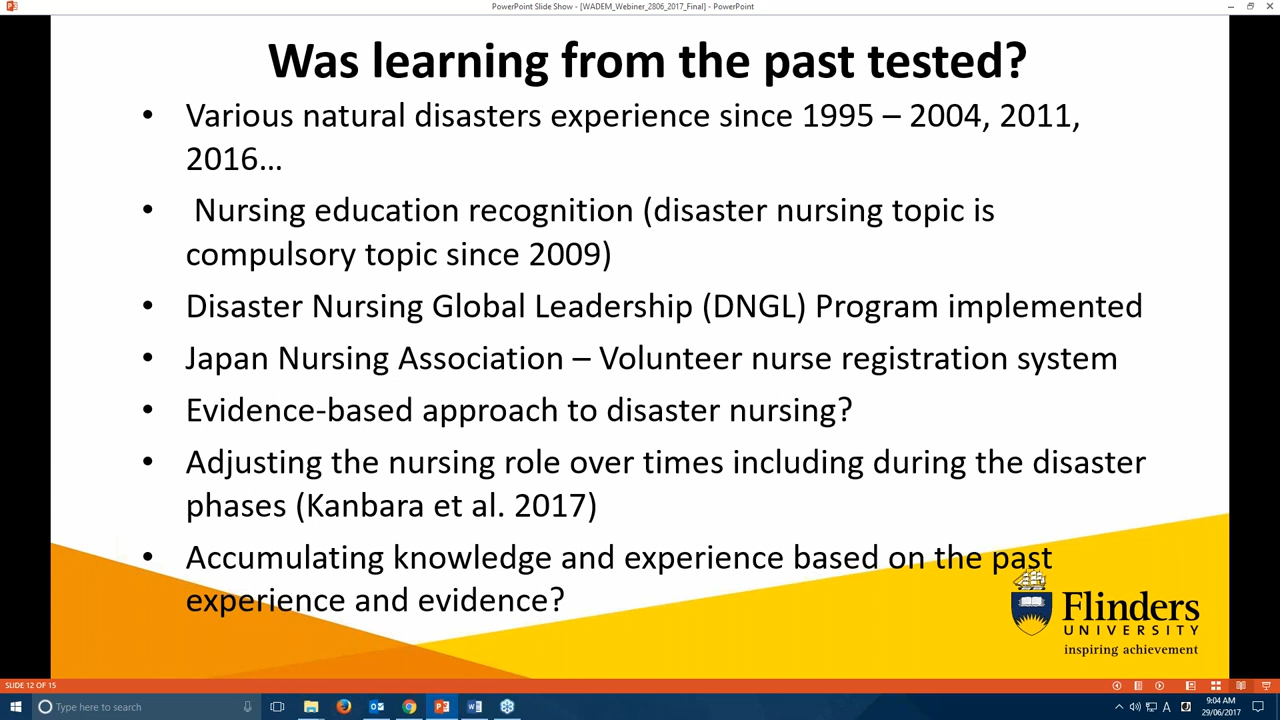 PowerPoint Slide Show - [WADEM_Webiner_2806_2017_Final] - PowerPoint
Was learning from the past tested?
• Various natural disasters experience since 1995 – 2004, 2011,
2016…
• Nursing education recognition (disaster nursing topic is
compulsory topic since 2009)
• Disaster Nursing Global Leadership (DNGL) Program implemented
• Japan Nursing Association – Volunteer nurse registration system
• Evidence-based approach to disaster nursing?
• Adjusting the nursing role over times including during the disaster
phases (Kanbara et al. 2017)
• Accumulating knowledge and experience based on the past
experience and evidence?
Flinders
UNIVERSITY
inspiring achievement
SLIDE 12 OF 15
Type here to search
9:04 AM
29/06/2017